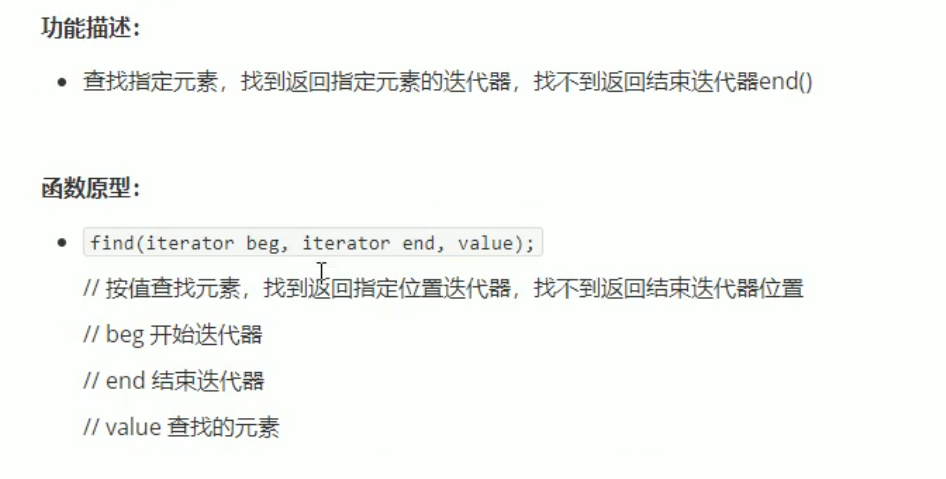 功能描述：
查找指定元素，找到返回指定元素的迭代器，找不到返回结束迭代器end()
函数原型：
find(iterator beg, iterator end, value);
// 按值查找元素，找到返回指定位置迭代器，找不到返回结束迭代器位置
// beg 开始迭代器
// end 结束迭代器
// value 查找的元素